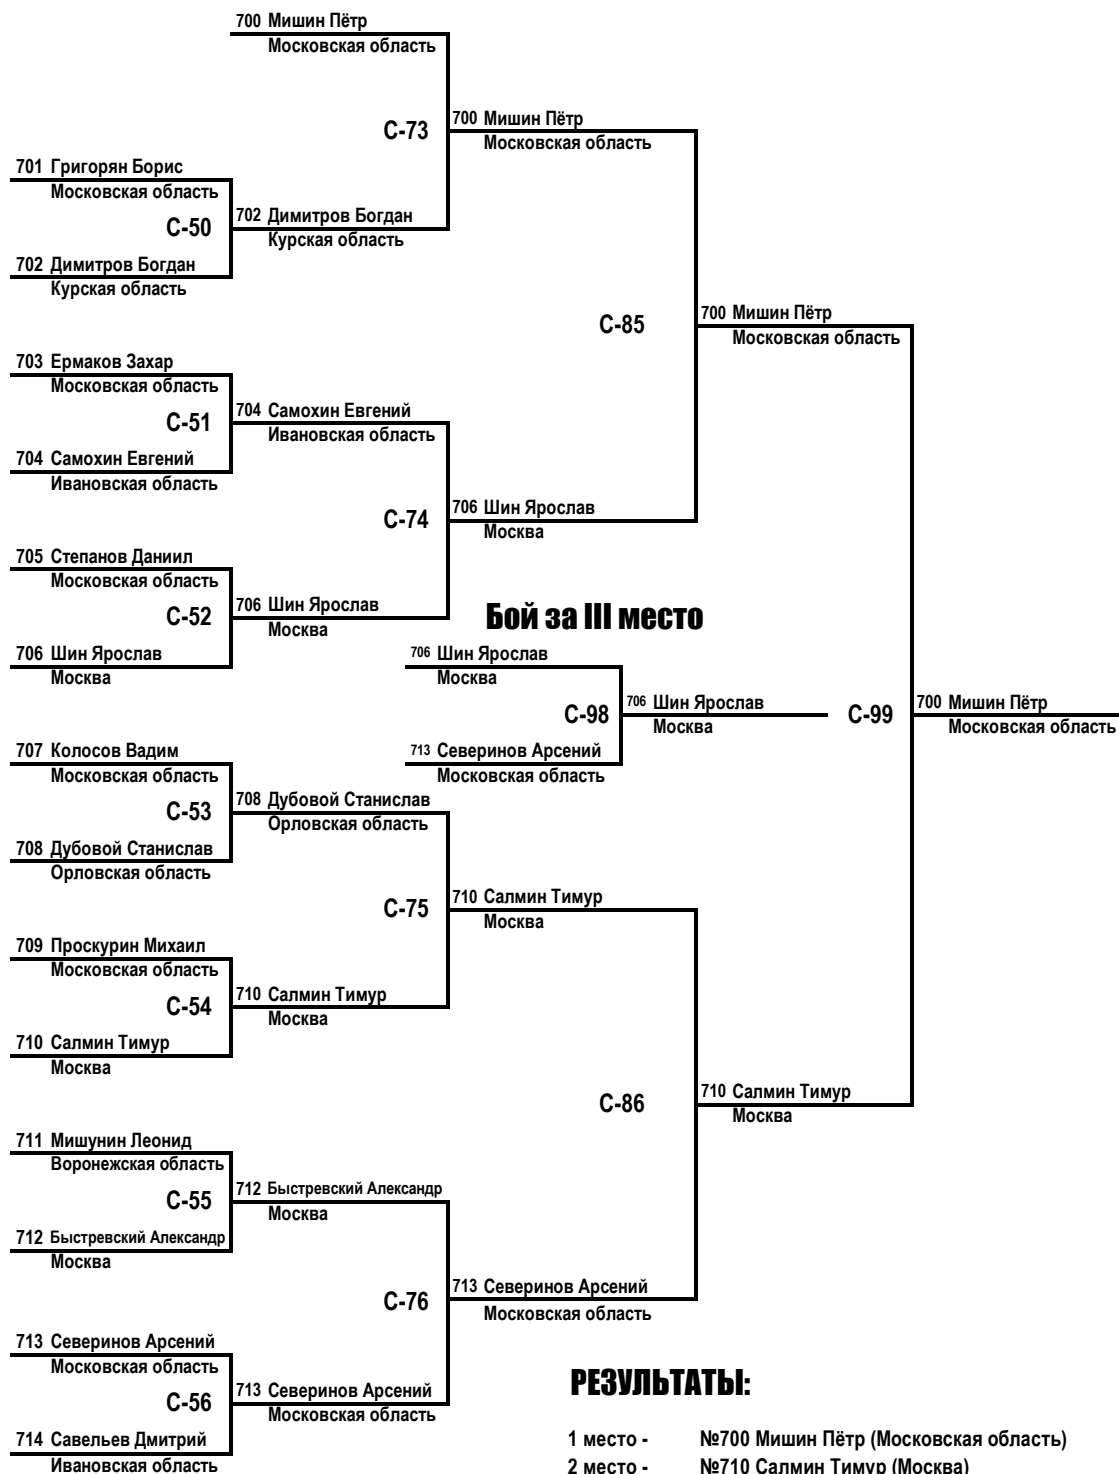 700 Мишин Пётр
Московская область
С-73
700 Мишин Пётр
Московская область
701 Григорян Борис
Московская область
С-50
702 Димитров Богдан
Курская область
702 Димитров Богдан
Курская область
С-85
700 Мишин Пётр
Московская область
703 Ермаков Захар
Московская область
С-51
704 Самохин Евгений
Ивановская область
704 Самохин Евгений
Ивановская область
С-74
706 Шин Ярослав
Москва
705 Степанов Даниил
Московская область
С-52
706 Шин Ярослав
Москва
706 Шин Ярослав
Москва
Бой за III место
706 Шин Ярослав
Москва
С-98
706 Шин Ярослав
Москва
713 Северинов Арсений
Московская область
С-99
700 Мишин Пётр
Московская область
707 Колосов Вадим
Московская область
С-53
708 Дубовой Станислав
Орловская область
708 Дубовой Станислав
Орловская область
С-75
710 Салмин Тимур
Москва
709 Проскурин Михаил
Московская область
С-54
710 Салмин Тимур
Москва
710 Салмин Тимур
Москва
С-86
710 Салмин Тимур
Москва
711 Мишунин Леонид
Воронежская область
С-55
712 Быстревский Александр
Москва
712 Быстревский Александр
Москва
С-76
713 Северинов Арсений
Московская область
713 Северинов Арсений
Московская область
С-56
713 Северинов Арсений
Московская область
714 Савельев Дмитрий
Ивановская область
РЕЗУЛЬТАТЫ:
1 место - №700 Мишин Пётр (Московская область)
2 место - №710 Салмин Тимур (Москва)